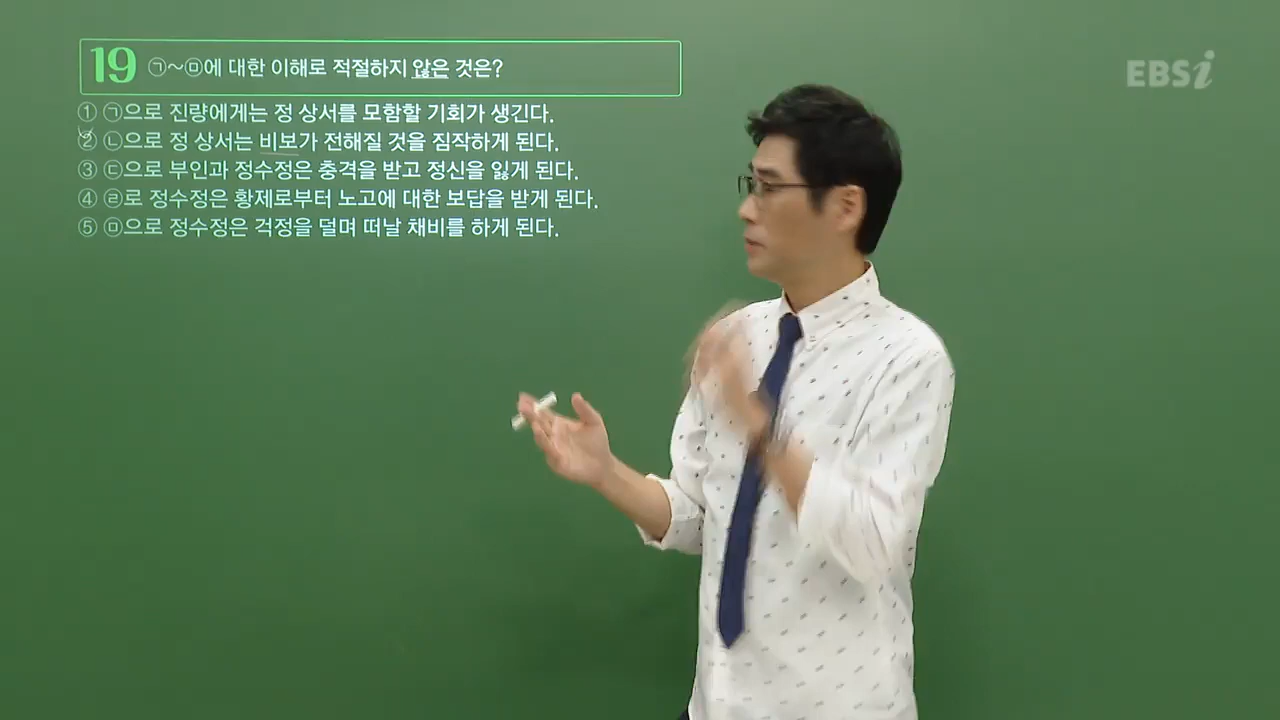 19 ㉠~㉤에 대한 이해로 적절하지 않은 것은?
EBSi
① ㉠으로 진량에게는 정 상서를 모함할 기회가 생긴다.
② ㉡으로 정 상서는 비보가 전해질 것을 짐작하게 된다.
③ ㉢으로 부인과 정수정은 충격을 받고 정신을 잃게 된다.
④ ㉣로 정수정은 황제로부터 노고에 대한 보답을 받게 된다.
⑤ ㉤으로 정수정은 걱정을 덜며 떠날 채비를 하게 된다.